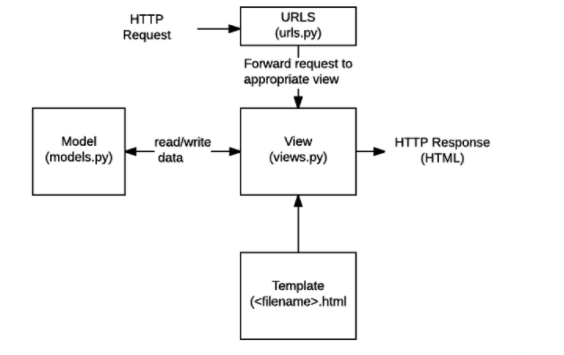 HTTP
Request
URLS
(urls.py)
Forward request to
appropriate view
Model
(models.py)
read/write
data
View
(views.py)
HTTP Response
(HTML)
Template
(<filename>.html